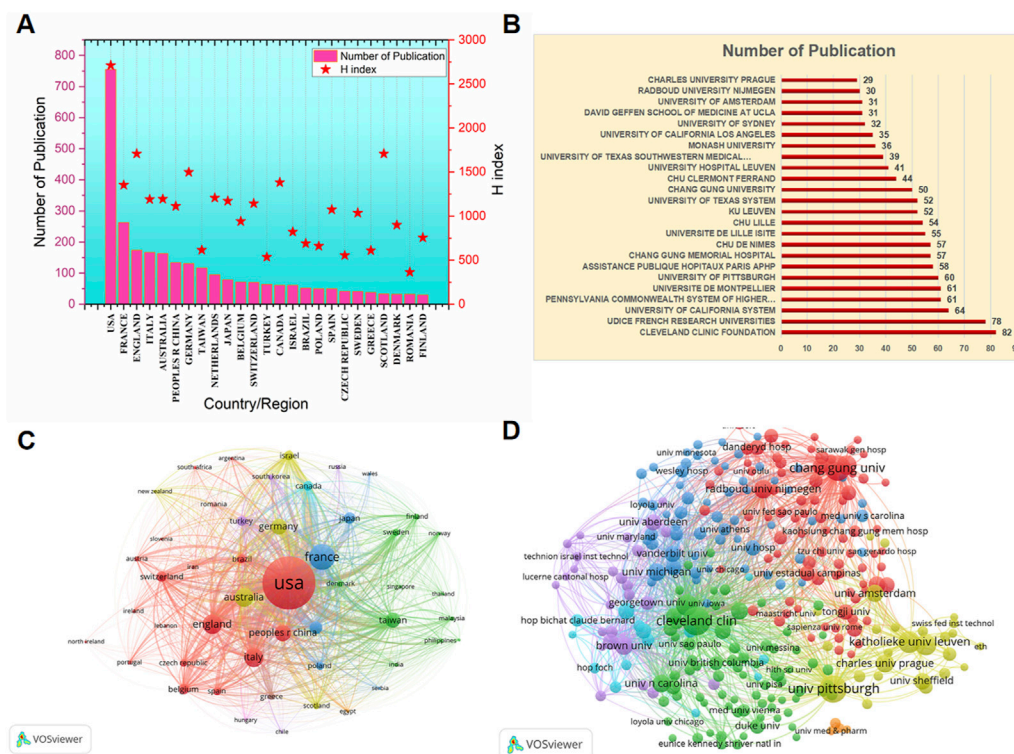 A
Number of Publication
H index
800
700
600
500
400
300
200
100
0
Number of Publication
3000
2500
2000
1500
1000
500
0
H index
USA
FRANCE
ENGLAND
ITALY
AUSTRALIA
PEOPLES R CHINA
GERMANY
TAIWAN
NETHERLANDS
JAPAN
BELGIUM
SWITZERLAND
TURKEY
CANADA
ISRAEL
BRAZIL
POLAND
SPAIN
CZECH REPUBLIC
SWEDEN
GREECE
SCOTLAND
DENMARK
ROMANIA
FINLAND
Country/Region
B
Number of Publication
CHARLES UNIVERSITY PRAGUE 29
RADBOUD UNIVERSITY NIJMEGEN 30
UNIVERSITY OF AMSTERDAM 31
DAVID GEFFEN SCHOOL OF MEDICINE AT UCLA 31
UNIVERSITY OF SYDNEY 32
UNIVERSITY OF CALIFORNIA LOS ANGELES 35
MONASH UNIVERSITY 36
UNIVERSITY OF TEXAS SOUTHWESTERN MEDICAL... 39
UNIVERSITY HOSPITAL LEUVEN 41
CHU CLERMONT FERRAND 44
CHANG GUNG UNIVERSITY 50
UNIVERSITY OF TEXAS SYSTEM 52
KU LEUVEN 52
CHU LILLE 54
UNIVERSITE DE LILLE ISITE 55
CHU DE NIMES 57
CHANG GUNG MEMORIAL HOSPITAL 57
ASSISTANCE PUBLIQUE HOPITAUX PARIS APHP 58
UNIVERSITY OF PITTSBURGH 60
UNIVERSITE DE MONTPELLIER 61
PENNSYLVANIA COMMONWEALTH SYSTEM OF HIGHER... 61
UNIVERSITY OF CALIFORNIA SYSTEM 64
UDICE FRENCH RESEARCH UNIVERSITIES 78
CLEVELAND CLINIC FOUNDATION 82
0 10 20 30 40 50 60 70 80
C
argentina
israel
russia
southafrica
south korea
wales
canada
new zealand
romania
turkey
germany
japan
finland
sweden
norway
slovenia
austria
iran
brazil
france
switzerland
usa
denmark
singapore
australia
thailand
ireland
england
taiwan
malaysia
lebanon
peoples r china
north ireland
philippines
italy
portugal
czech republic
poland
india
belgium
spain
greece
serbia
scotland
egypt
hungary
chile
VOSviewer
D
univ minnesota
danderyd hosp
sarawak gen hosp
wesley hosp
univ oulu
chang gung univ
radboud univ nijmegen
loyola univ
univ fed sao paulo
med univ s carolina
univ aberdeen
univ athens
kaohsiung chang gung mem hosp
univ maryland
technion israel inst technol
vanderbilt univ
univ hosp
tzu chi univ
san gerardo hosp
lucerne cantonal hosp
univ michigan
univ chicago
univ estadual campinas
georgetown univ
univ iowa
univ amsterdam
hop bichat claude bernard
maastricht univ
tongji univ
cleveland clin
sapienza univ rome
swiss fed inst technol
brown univ
univ sao paulo
univ messina
katholieke univ leuven
eth
hop foch
univ british columbia
hlth sci univ
charles univ prague
univ n carolina
univ pisa
univ pittsburgh
univ sheffield
med univ vienna
loyola univ chicago
duke univ
univ med & pharm
eunice kennedy shriver natl in
VOSviewer